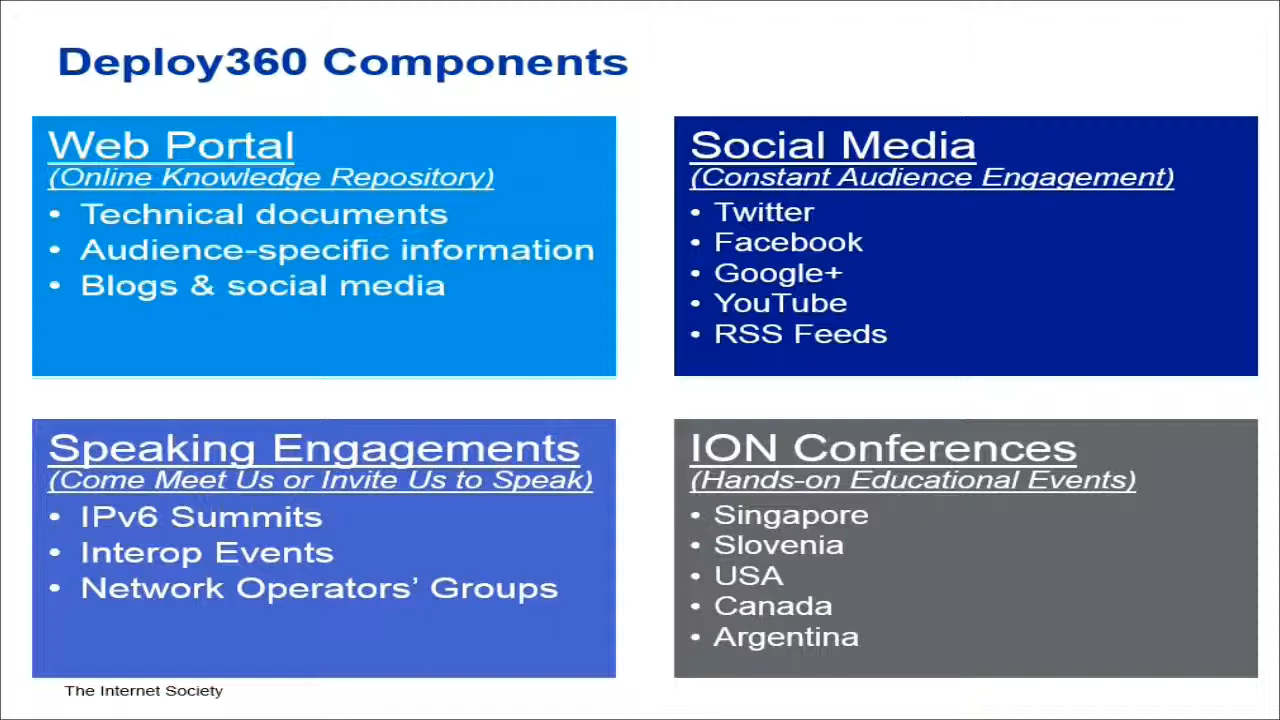 Deploy360 Components
Web Portal
(Online Knowledge Repository)
• Technical documents
• Audience-specific information
• Blogs & social media
Social Media
(Constant Audience Engagement)
• Twitter
• Facebook
• Google+
• YouTube
• RSS Feeds
Speaking Engagements
(Come Meet Us or Invite Us to Speak)
• IPv6 Summits
• Interop Events
• Network Operators’ Groups
ION Conferences
(Hands-on Educational Events)
• Singapore
• Slovenia
• USA
• Canada
• Argentina
The Internet Society